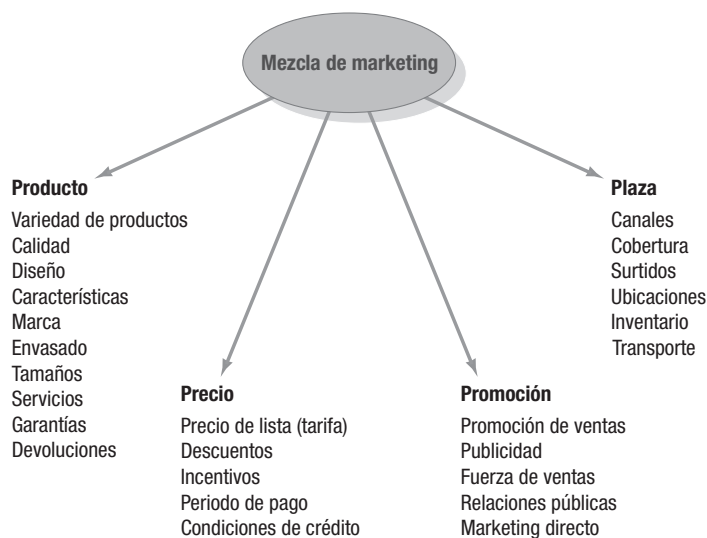 Mezcla de marketing
Producto
Variedad de productos
Calidad
Diseño
Características
Marca
Envasado
Tamaños
Servicios
Garantías
Devoluciones
Precio
Precio de lista (tarifa)
Descuentos
Incentivos
Periodo de pago
Condiciones de crédito
Promoción
Promoción de ventas
Publicidad
Fuerza de ventas
Relaciones públicas
Marketing directo
Plaza
Canales
Cobertura
Surtidos
Ubicaciones
Inventario
Transporte